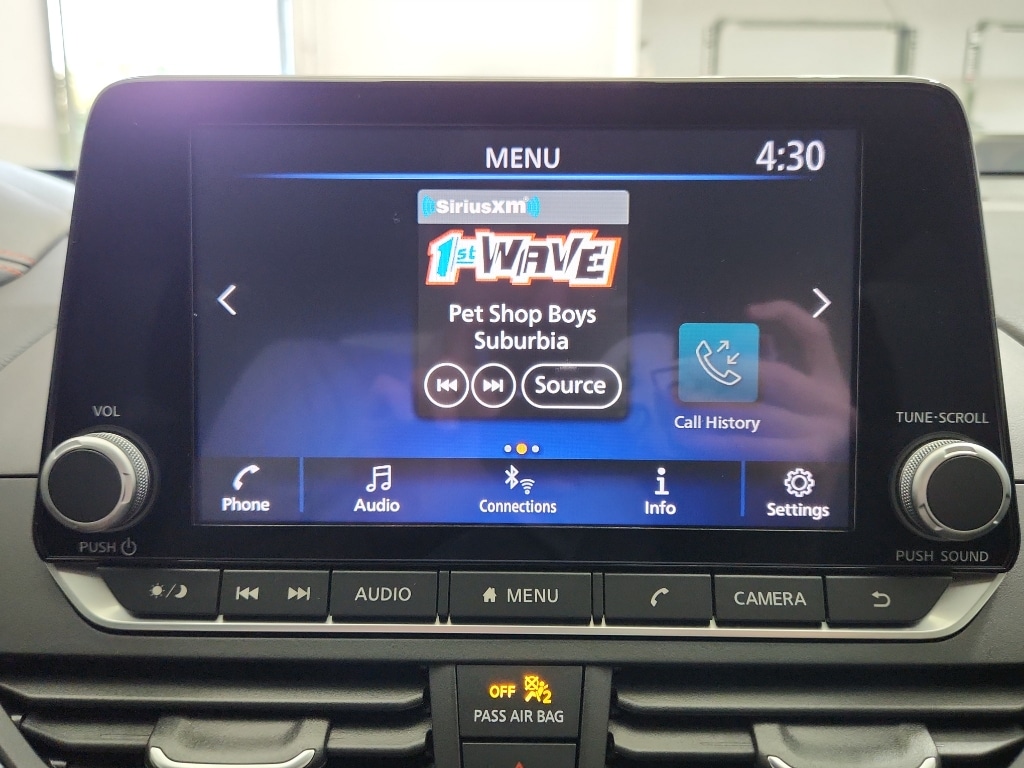 MENU
4:30
SiriusXM
1st WAVE
Pet Shop Boys
Suburbia
Source
Call History
VOL
TUNE·SCROLL
Phone
Audio
Connections
Info
Settings
PUSH
PUSH SOUND
AUDIO
MENU
CAMERA
OFF 2
PASS AIR BAG